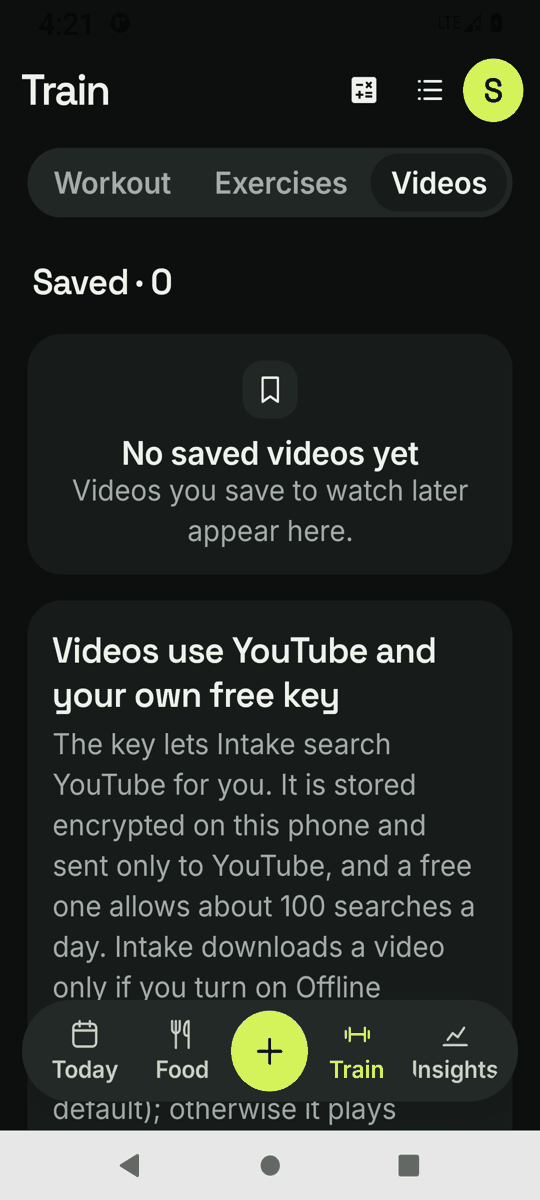 4:21
LTE
Train
S
Workout
Exercises
Videos
Saved · 0
No saved videos yet
Videos you save to watch later
appear here.
Videos use YouTube and
your own free key
The key lets Intake search
YouTube for you. It is stored
encrypted on this phone and
sent only to YouTube, and a free
one allows about 100 searches a
day. Intake downloads a video
only if you turn on Offline
default); otherwise it plays
Today
Food
Train
Insights